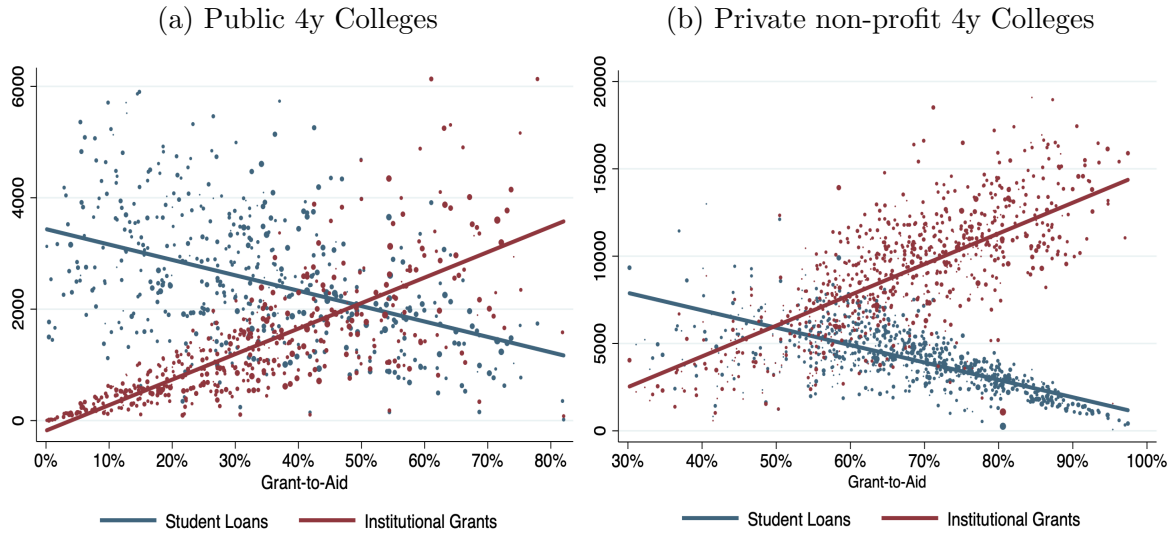 (a) Public 4y Colleges
6000
4000
2000
0
0% 10% 20% 30% 40% 50% 60% 70% 80%
Grant-to-Aid
Student Loans Institutional Grants
(b) Private non-profit 4y Colleges
20000
15000
10000
5000
0
30% 40% 50% 60% 70% 80% 90% 100%
Grant-to-Aid
Student Loans Institutional Grants